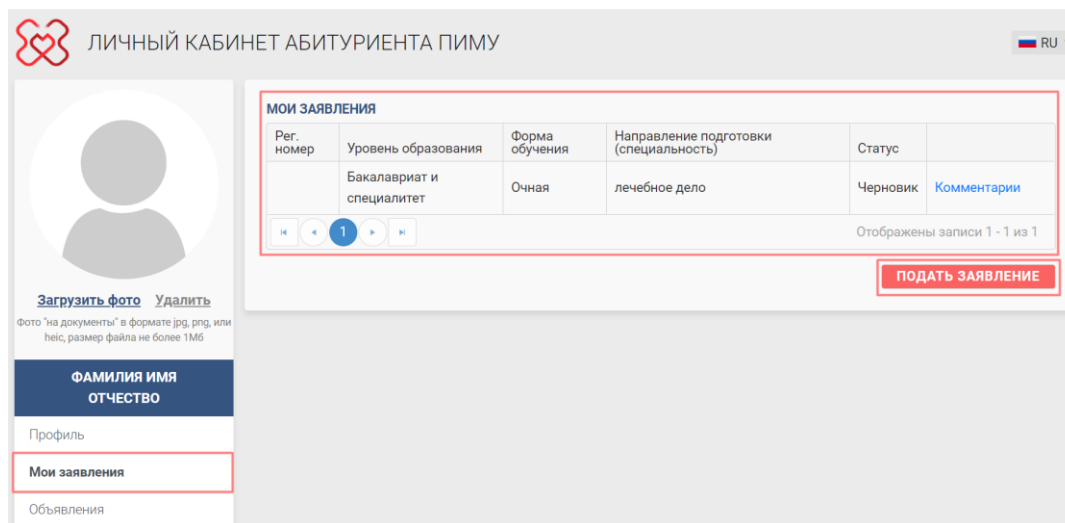 ЛИЧНЫЙ КАБИНЕТ АБИТУРИЕНТА ПИМУ
RU
Загрузить фото Удалить
Фото "на документы" в формате jpg, png, или
heic, размер файла не более 1Мб
ФАМИЛИЯ ИМЯ
ОТЧЕСТВО
Профиль
Мои заявления
Объявления
МОИ ЗАЯВЛЕНИЯ
Рег.
номер
Уровень образования
Форма
обучения
Направление подготовки
(специальность)
Статус
Бакалавриат и
специалитет
Очная
лечебное дело
Черновик
Комментарии
1
Отображены записи 1 - 1 из 1
ПОДАТЬ ЗАЯВЛЕНИЕ